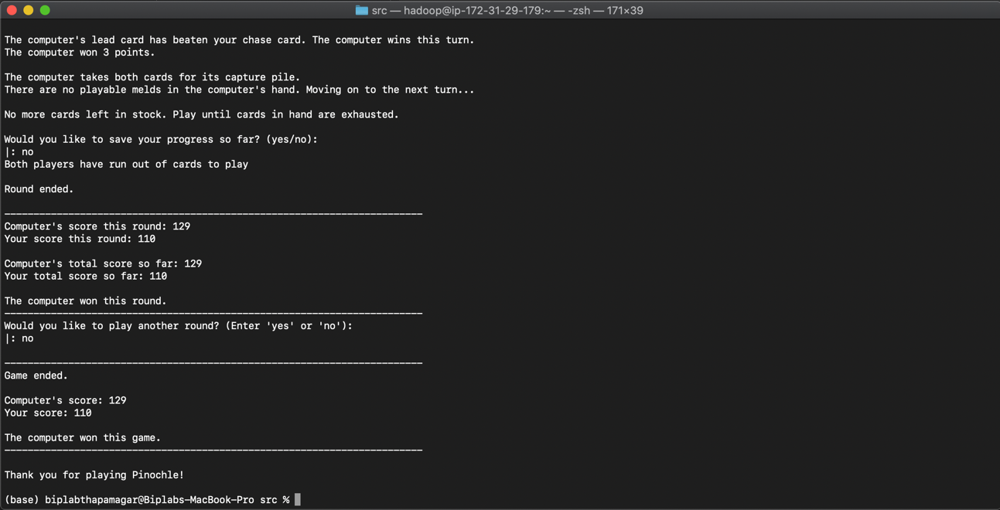 src — hadoop@ip-172-31-29-179:~ — -zsh — 171×39
The computer's lead card has beaten your chase card. The computer wins this turn.
The computer won 3 points.
The computer takes both cards for its capture pile.
There are no playable melds in the computer's hand. Moving on to the next turn...
No more cards left in stock. Play until cards in hand are exhausted.
Would you like to save your progress so far? (yes/no):
|: no
Both players have run out of cards to play
Round ended.
------------------------------------------------------------------------
Computer's score this round: 129
Your score this round: 110
Computer's total score so far: 129
Your total score so far: 110
The computer won this round.
------------------------------------------------------------------------
Would you like to play another round? (Enter 'yes' or 'no'):
|: no
------------------------------------------------------------------------
Game ended.
Computer's score: 129
Your score: 110
The computer won this game.
------------------------------------------------------------------------
Thank you for playing Pinochle!
(base) biplabthapamagar@Biplabs-MacBook-Pro src %